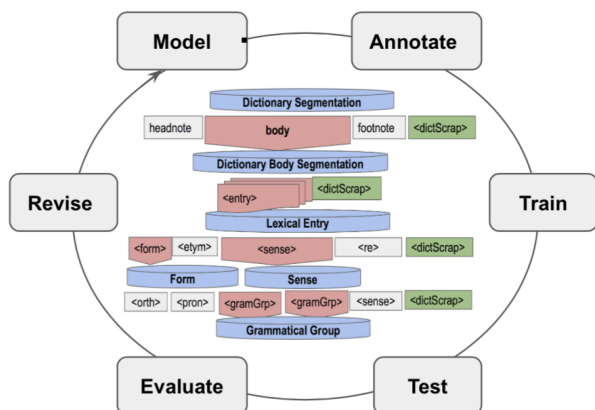 Model
Annotate
Dictionary Segmentation
headnote body footnote <dictScrap>
Dictionary Body Segmentation
<entry> <dictScrap>
Lexical Entry
Revise
Train
<form> <etym> <sense> <re> <dictScrap>
Form Sense
<orth> <pron> <gramGrp> <gramGrp> <sense> <dictScrap>
Grammatical Group
Evaluate
Test